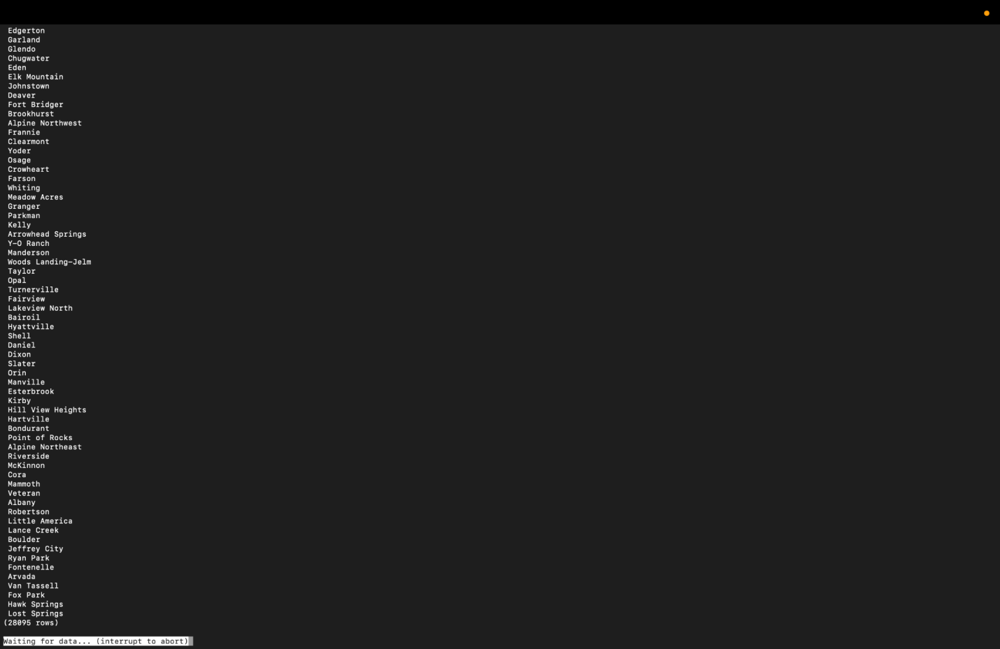 Edgerton
Garland
Glendo
Chugwater
Eden
Elk Mountain
Johnstown
Deaver
Fort Bridger
Brookhurst
Alpine Northwest
Frannie
Clearmont
Yoder
Osage
Crowheart
Farson
Whiting
Meadow Acres
Granger
Parkman
Kelly
Arrowhead Springs
Y-O Ranch
Manderson
Woods Landing-Jelm
Taylor
Opal
Turnerville
Fairview
Lakeview North
Bairoil
Hyattville
Shell
Daniel
Dixon
Slater
Orin
Manville
Esterbrook
Kirby
Hill View Heights
Hartville
Bondurant
Point of Rocks
Alpine Northeast
Riverside
McKinnon
Cora
Mammoth
Veteran
Albany
Robertson
Little America
Lance Creek
Boulder
Jeffrey City
Ryan Park
Fontenelle
Arvada
Van Tassell
Fox Park
Hawk Springs
Lost Springs
(28095 rows)
Waiting for data... (interrupt to abort)